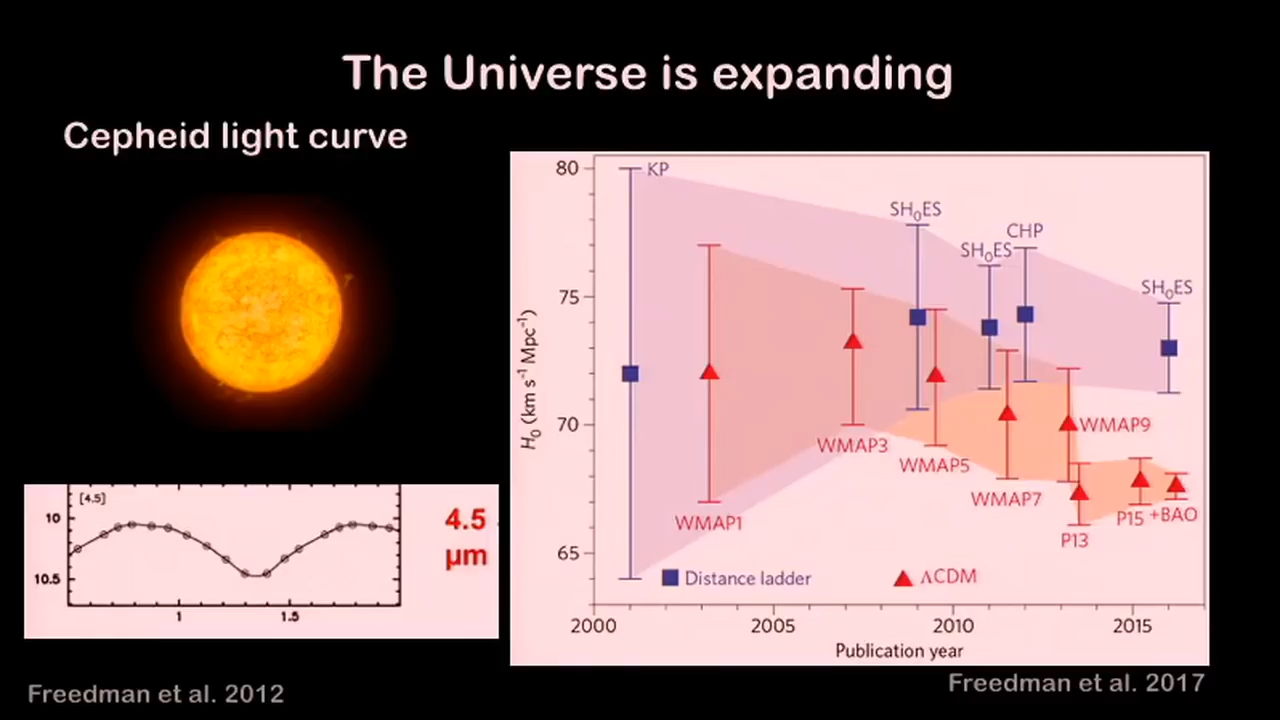 The Universe is expanding
Cepheid light curve
[4.5]
10
10.5
1
1.5
4.5
µm
Freedman et al. 2012
80
75
70
65
H₀ (km s⁻¹ Mpc⁻¹)
KP
SH₀ES
SH₀ES
CHP
SH₀ES
WMAP1
WMAP3
WMAP5
WMAP7
WMAP9
P13
P15
+BAO
Distance ladder
ΛCDM
2000
2005
2010
2015
Publication year
Freedman et al. 2017